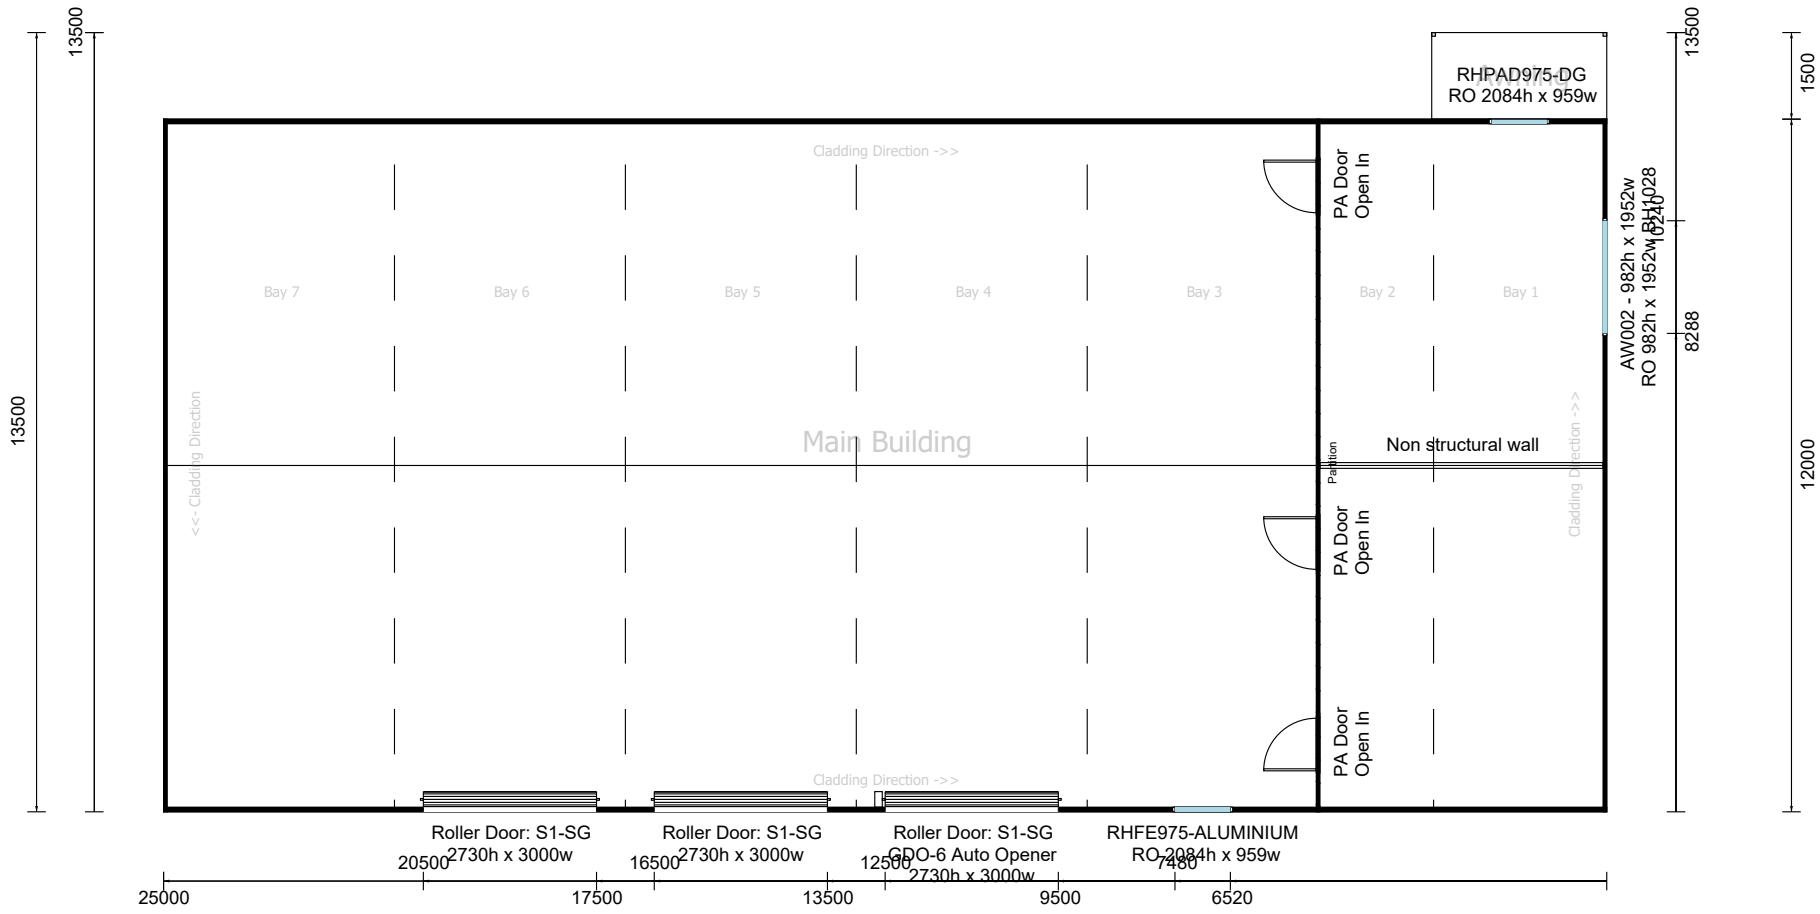 13500
13500
13500
1500
RHPAD975-DG
Awning
RO 2084h x 959w
Cladding Direction ->>
PA Door
Open In
AW002 - 982h x 1952w
RO 982h x 1952w BH1028
10240
8288
Bay 7
Bay 6
Bay 5
Bay 4
Bay 3
Bay 2
Bay 1
13500
<<- Cladding Direction
Main Building
Partition
Non structural wall
Cladding Direction ->>
12000
PA Door
Open In
PA Door
Open In
Cladding Direction ->>
Roller Door: S1-SG
2730h x 3000w
Roller Door: S1-SG
2730h x 3000w
Roller Door: S1-SG
GDO-6 Auto Opener
2730h x 3000w
RHFE975-ALUMINIUM
RO 2084h x 959w
20500
16500
12500
7480
25000
17500
13500
9500
6520